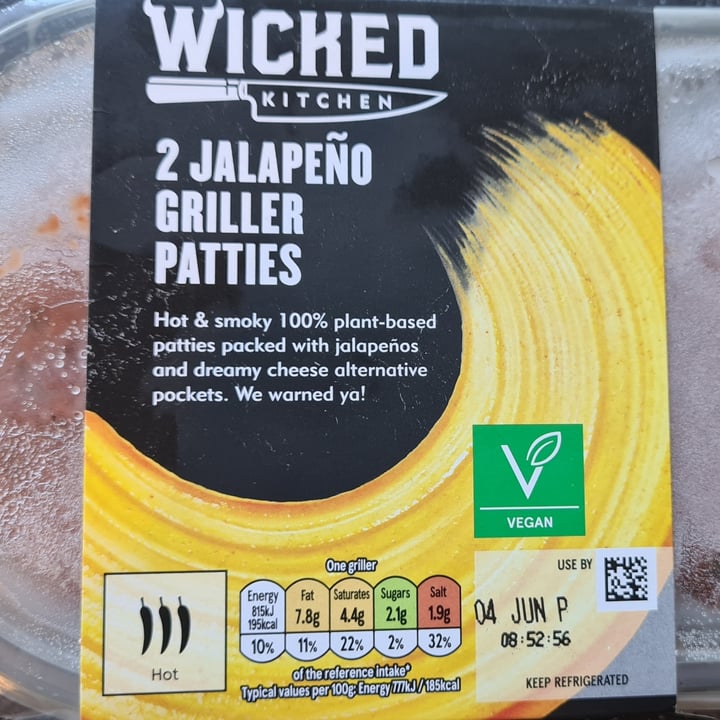 WICKED
KITCHEN
2 JALAPEÑO
GRILLER
PATTIES
Hot & smoky 100% plant-based
patties packed with jalapeños
and dreamy cheese alternative
pockets. We warned ya!
V
VEGAN
USE BY
04 JUN P
08:52:56
KEEP REFRIGERATED
Hot
One griller
Energy
815kJ
195kcal
10%
Fat
7.8g
11%
Saturates
4.4g
22%
Sugars
2.1g
2%
Salt
1.9g
32%
of the reference intake*
Typical values per 100g: Energy 777kJ / 185kcal